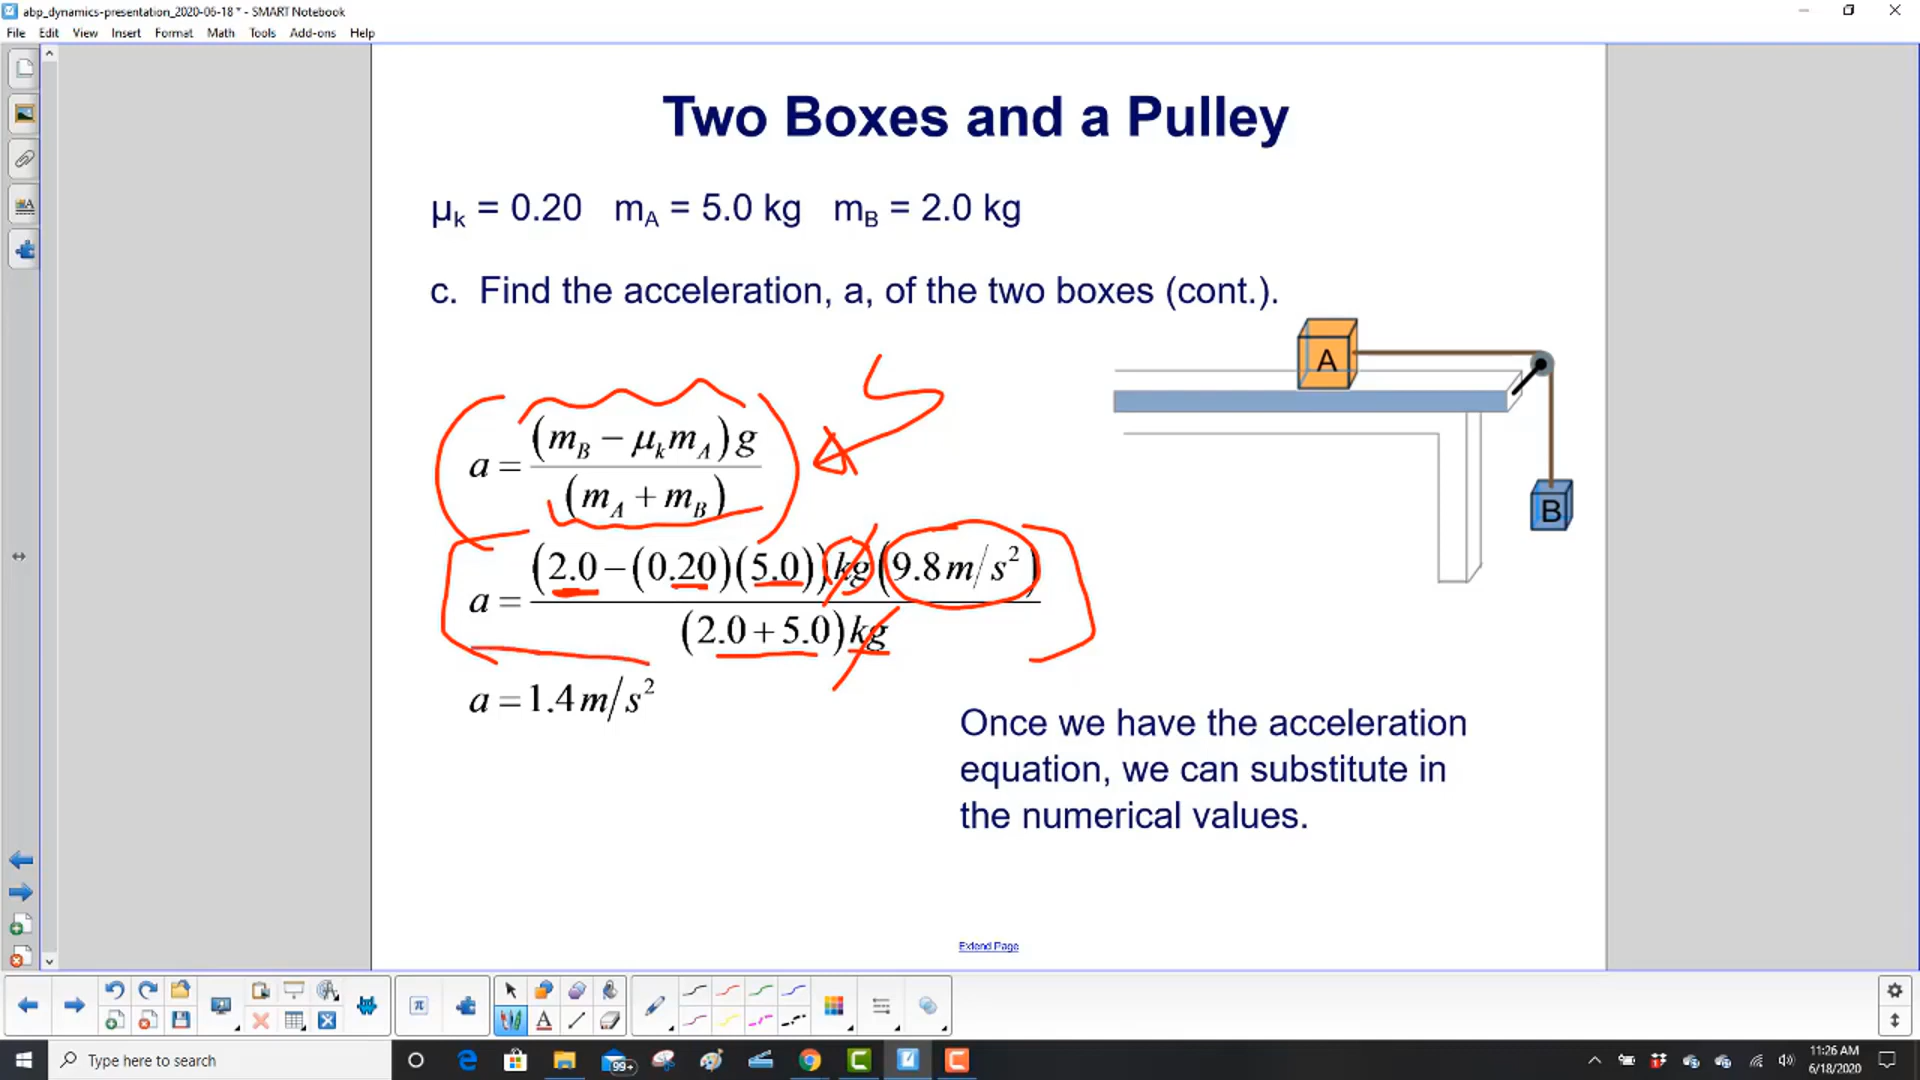 abp_dynamics-presentation_2020-06-18 * - SMART Notebook
File Edit View Insert Format Math Tools Add-ons Help
Two Boxes and a Pulley
μk = 0.20 mA = 5.0 kg mB = 2.0 kg
c. Find the acceleration, a, of the two boxes (cont.).
A
B
a = (mB − μk mA) g / (mA + mB)
a = (2.0 − (0.20)(5.0)) kg (9.8 m/s²) / (2.0 + 5.0) kg
a = 1.4 m/s²
Once we have the acceleration
equation, we can substitute in
the numerical values.
Extend Page
π
A
Type here to search
99+
11:26 AM
6/18/2020